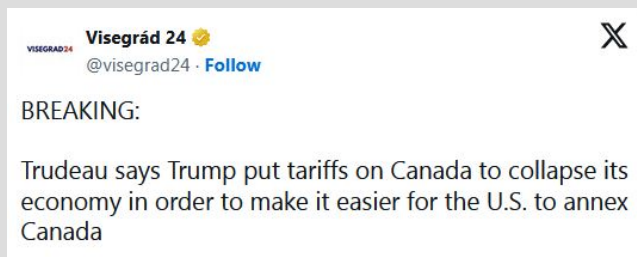 VISEGRAD24
Visegrád 24
@visegrad24 · Follow
X
BREAKING:
Trudeau says Trump put tariffs on Canada to collapse its
economy in order to make it easier for the U.S. to annex
Canada